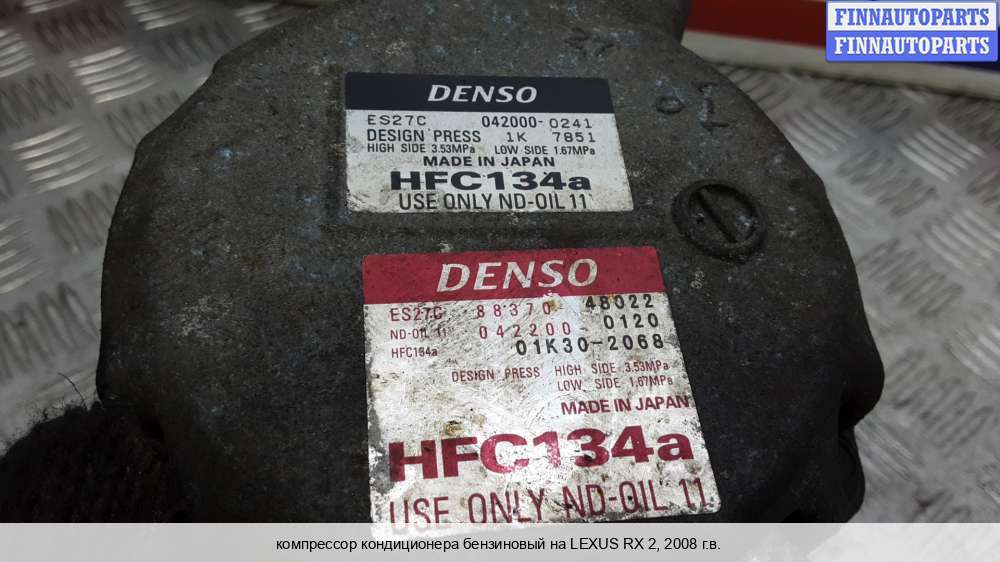 FINNAUTOPARTS
FINNAUTOPARTS
DENSO
ES27C 042000-0241
DESIGN PRESS 1K 7851
HIGH SIDE 3.53MPa LOW SIDE 1.67MPa
MADE IN JAPAN
HFC134a
USE ONLY ND-OIL 11
DENSO
ES27C 88370 48022
ND-OIL 11 042200 0120
HFC134a 01K30-2068
DESIGN PRESS HIGH SIDE 3.53MPa
LOW SIDE 1.67MPa
MADE IN JAPAN
HFC134a
USE ONLY ND-OIL 11
компрессор кондиционера бензиновый на LEXUS RX 2, 2008 г.в.